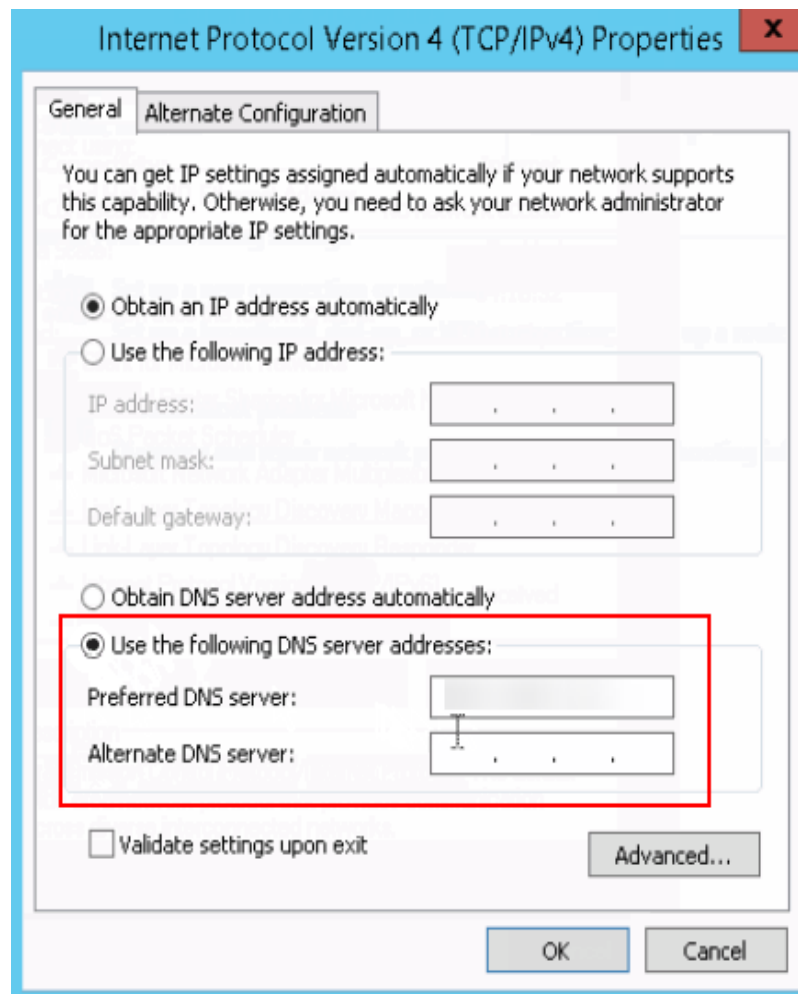 Internet Protocol Version 4 (TCP/IPv4) Properties
x
General
Alternate Configuration
You can get IP settings assigned automatically if your network supports
this capability. Otherwise, you need to ask your network administrator
for the appropriate IP settings.
Obtain an IP address automatically
Use the following IP address:
IP address:
Subnet mask:
Default gateway:
Obtain DNS server address automatically
Use the following DNS server addresses:
Preferred DNS server:
Alternate DNS server:
Validate settings upon exit
Advanced...
OK
Cancel